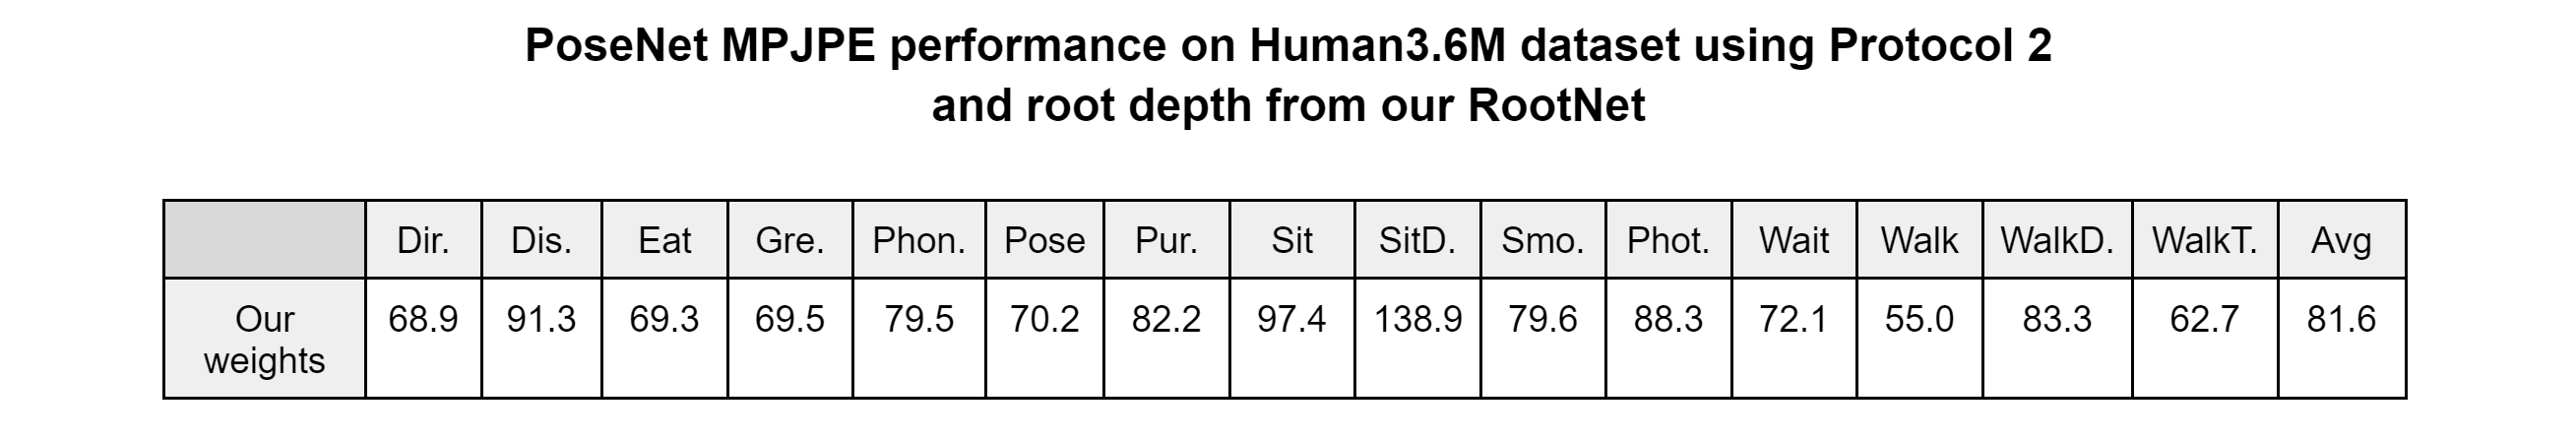 PoseNet MPJPE performance on Human3.6M dataset using Protocol 2
and root depth from our RootNet
Dir. Dis. Eat Gre. Phon. Pose Pur. Sit SitD. Smo. Phot. Wait Walk WalkD. WalkT. Avg
Our 68.9 91.3 69.3 69.5 79.5 70.2 82.2 97.4 138.9 79.6 88.3 72.1 55.0 83.3 62.7 81.6
weights